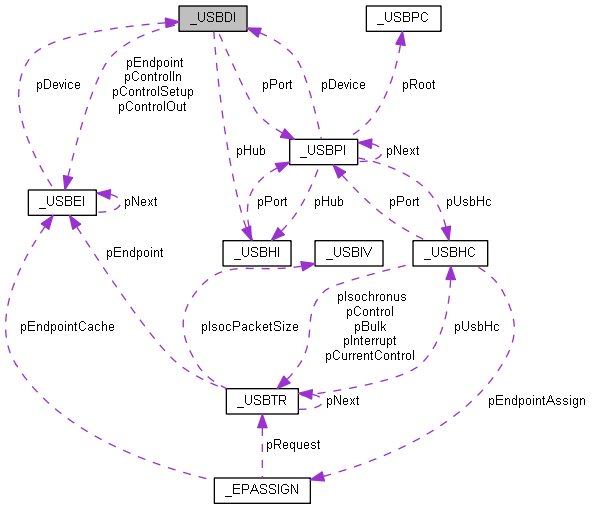 _USBDI
_USBPC
pEndpoint
pControlIn
pControlSetup
pControlOut
pDevice
pPort
pDevice
pRoot
pHub
_USBPI
pNext
_USBEI
pNext
pPort
pHub
pPort
pUsbHc
pEndpoint
_USBHI
_USBIV
_USBHC
pEndpointCache
pIsocPacketSize
pIsochronus
pControl
pBulk
pInterrupt
pCurrentControl
pUsbHc
_USBTR
pNext
pEndpointAssign
pRequest
_EPASSIGN